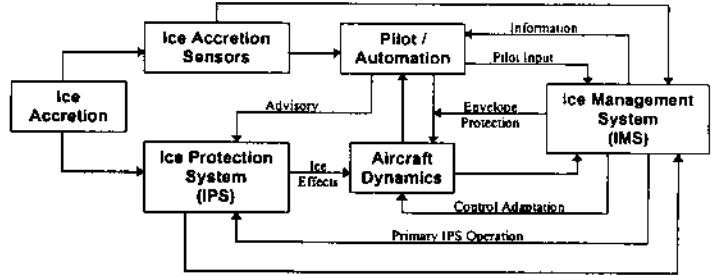 Ice Accretion
Sensors
Pilot /
Automation
Information
Pilot Input
Ice
Accretion
Advisory
Envelope
Protection
Ice Management
System
(IMS)
Ice Protection
System
(IPS)
Ice
Effects
Aircraft
Dynamics
Control Adaptation
Primary IPS Operation